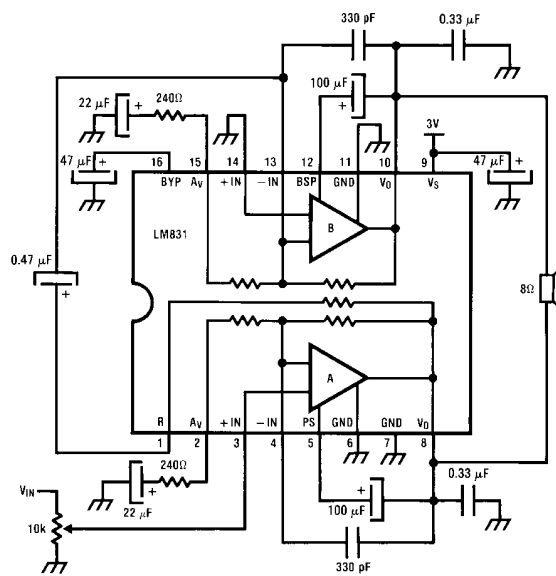 330 pF
0.33 μF
100 μF
+
22 μF
+
240Ω
3V
47 μF
+
47 μF
+
16 15 14 13 12 11 10 9
BYP AV +IN −IN BSP GND VO VS
LM831
B
0.47 μF
+
8Ω
A
R AV +IN −IN PS GND GND VO
1 2 3 4 5 6 7 8
240Ω
+
22 μF
VIN
10k
+
100 μF
0.33 μF
330 pF